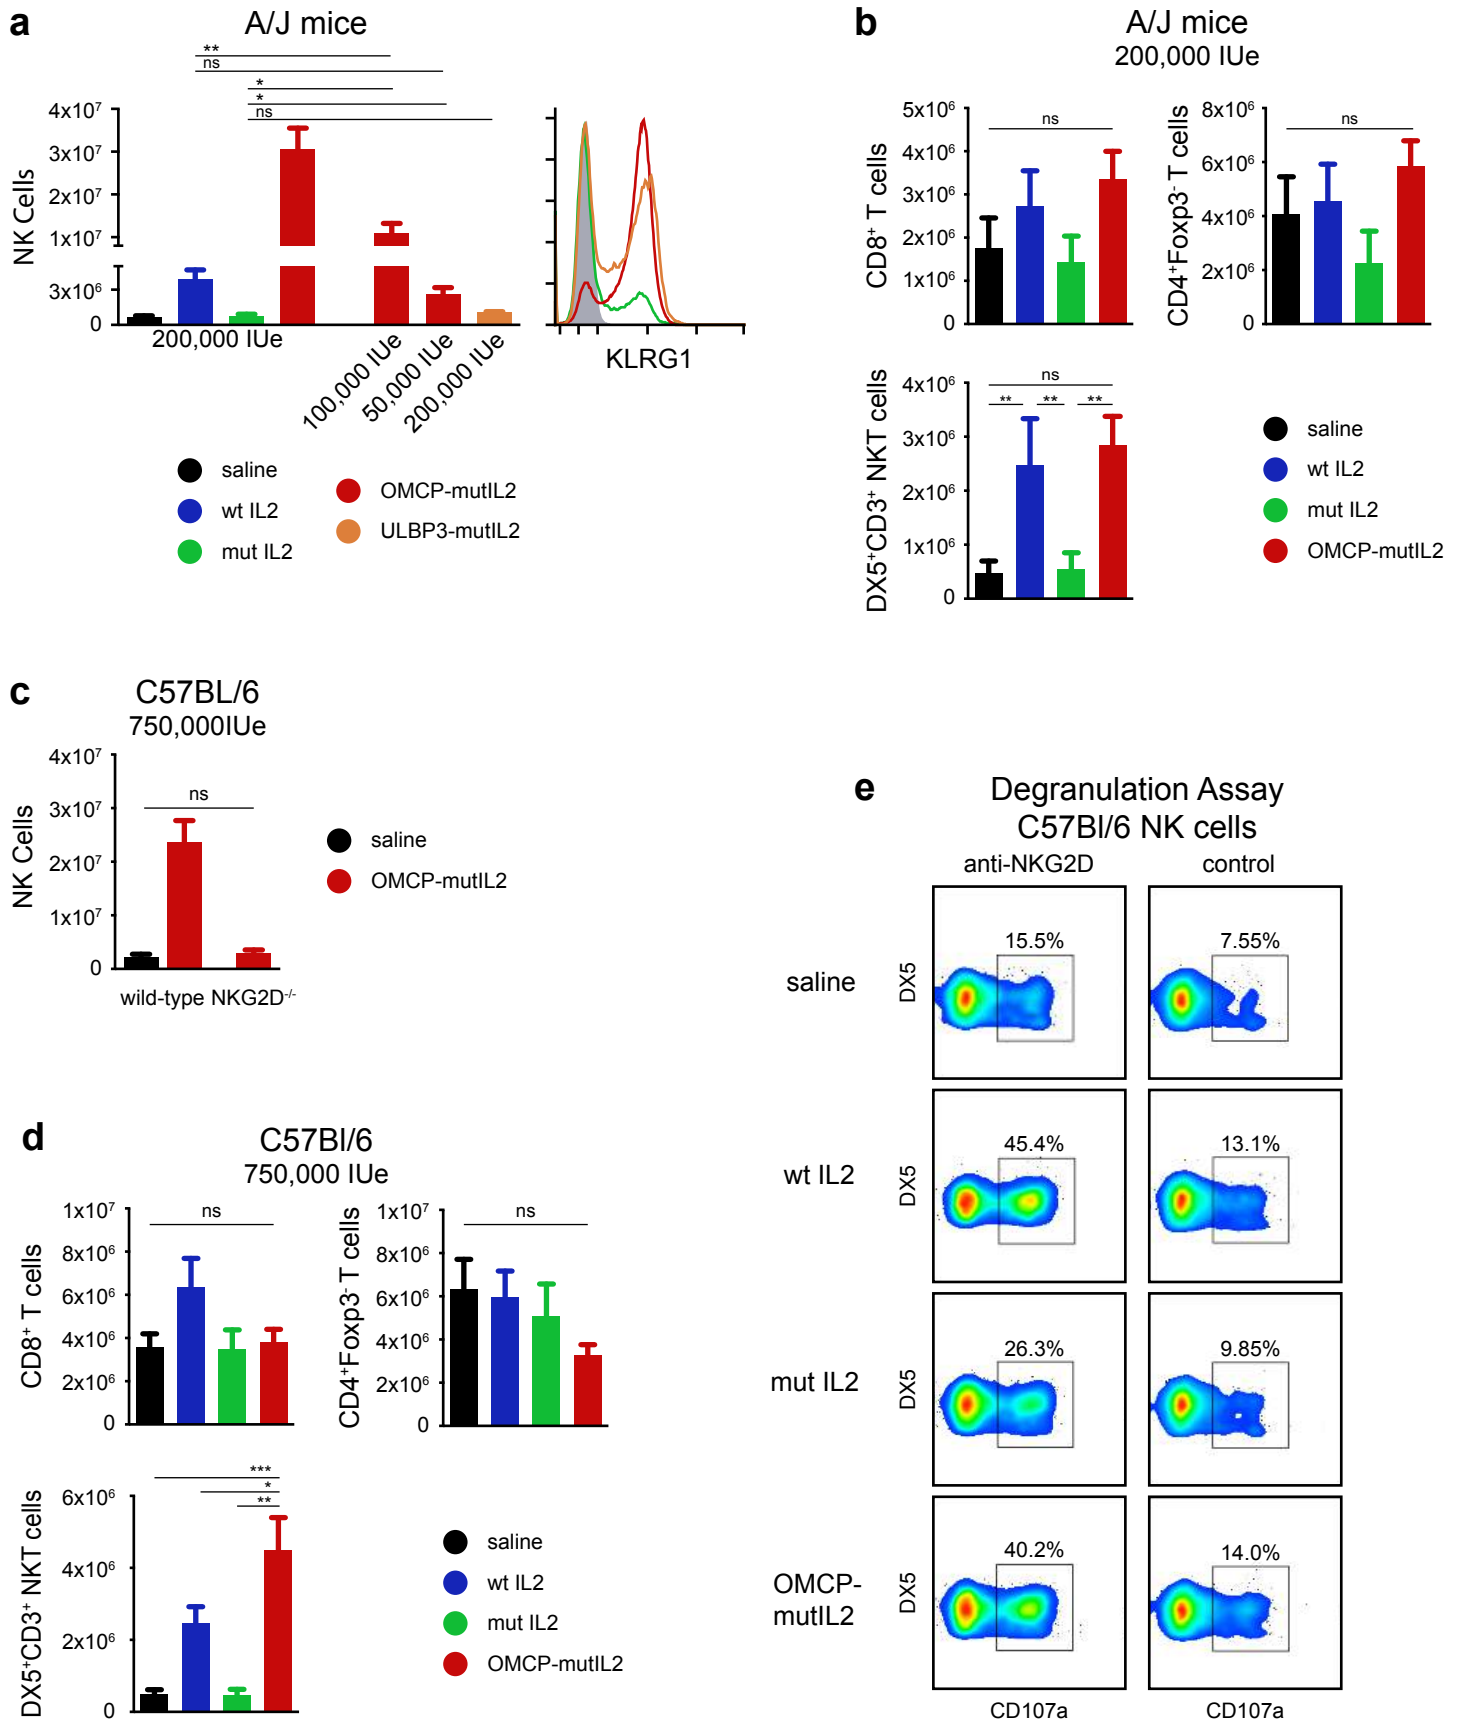 a
A/J mice
**
ns
*
*
ns
4x10⁷
3x10⁷
2x10⁷
1x10⁷
3x10⁶
0
NK Cells
200,000 IUe
100,000 IUe
50,000 IUe
200,000 IUe
KLRG1
saline
wt IL2
mut IL2
OMCP-mutIL2
ULBP3-mutIL2
b
A/J mice
200,000 IUe
5x10⁶
4x10⁶
3x10⁶
2x10⁶
1x10⁶
0
CD8⁺ T cells
ns
8x10⁶
6x10⁶
4x10⁶
2x10⁶
0
CD4⁺Foxp3⁻ T cells
ns
4x10⁶
3x10⁶
2x10⁶
1x10⁶
0
DX5⁺CD3⁺ NKT cells
ns
** ** **
saline
wt IL2
mut IL2
OMCP-mutIL2
c
C57BL/6
750,000IUe
4x10⁷
3x10⁷
2x10⁷
1x10⁷
0
NK Cells
ns
wild-type NKG2D⁻/⁻
saline
OMCP-mutIL2
d
C57Bl/6
750,000 IUe
1x10⁷
8x10⁶
6x10⁶
4x10⁶
2x10⁶
0
CD8⁺ T cells
ns
1x10⁷
8x10⁶
6x10⁶
4x10⁶
2x10⁶
0
CD4⁺Foxp3⁻ T cells
ns
6x10⁶
4x10⁶
2x10⁶
0
DX5⁺CD3⁺ NKT cells
***
*
**
saline
wt IL2
mut IL2
OMCP-mutIL2
e
Degranulation Assay
C57Bl/6 NK cells
anti-NKG2D control
saline
DX5
15.5%
DX5
7.55%
wt IL2
DX5
45.4%
DX5
13.1%
mut IL2
DX5
26.3%
DX5
9.85%
OMCP-
mutIL2
DX5
40.2%
DX5
14.0%
CD107a CD107a